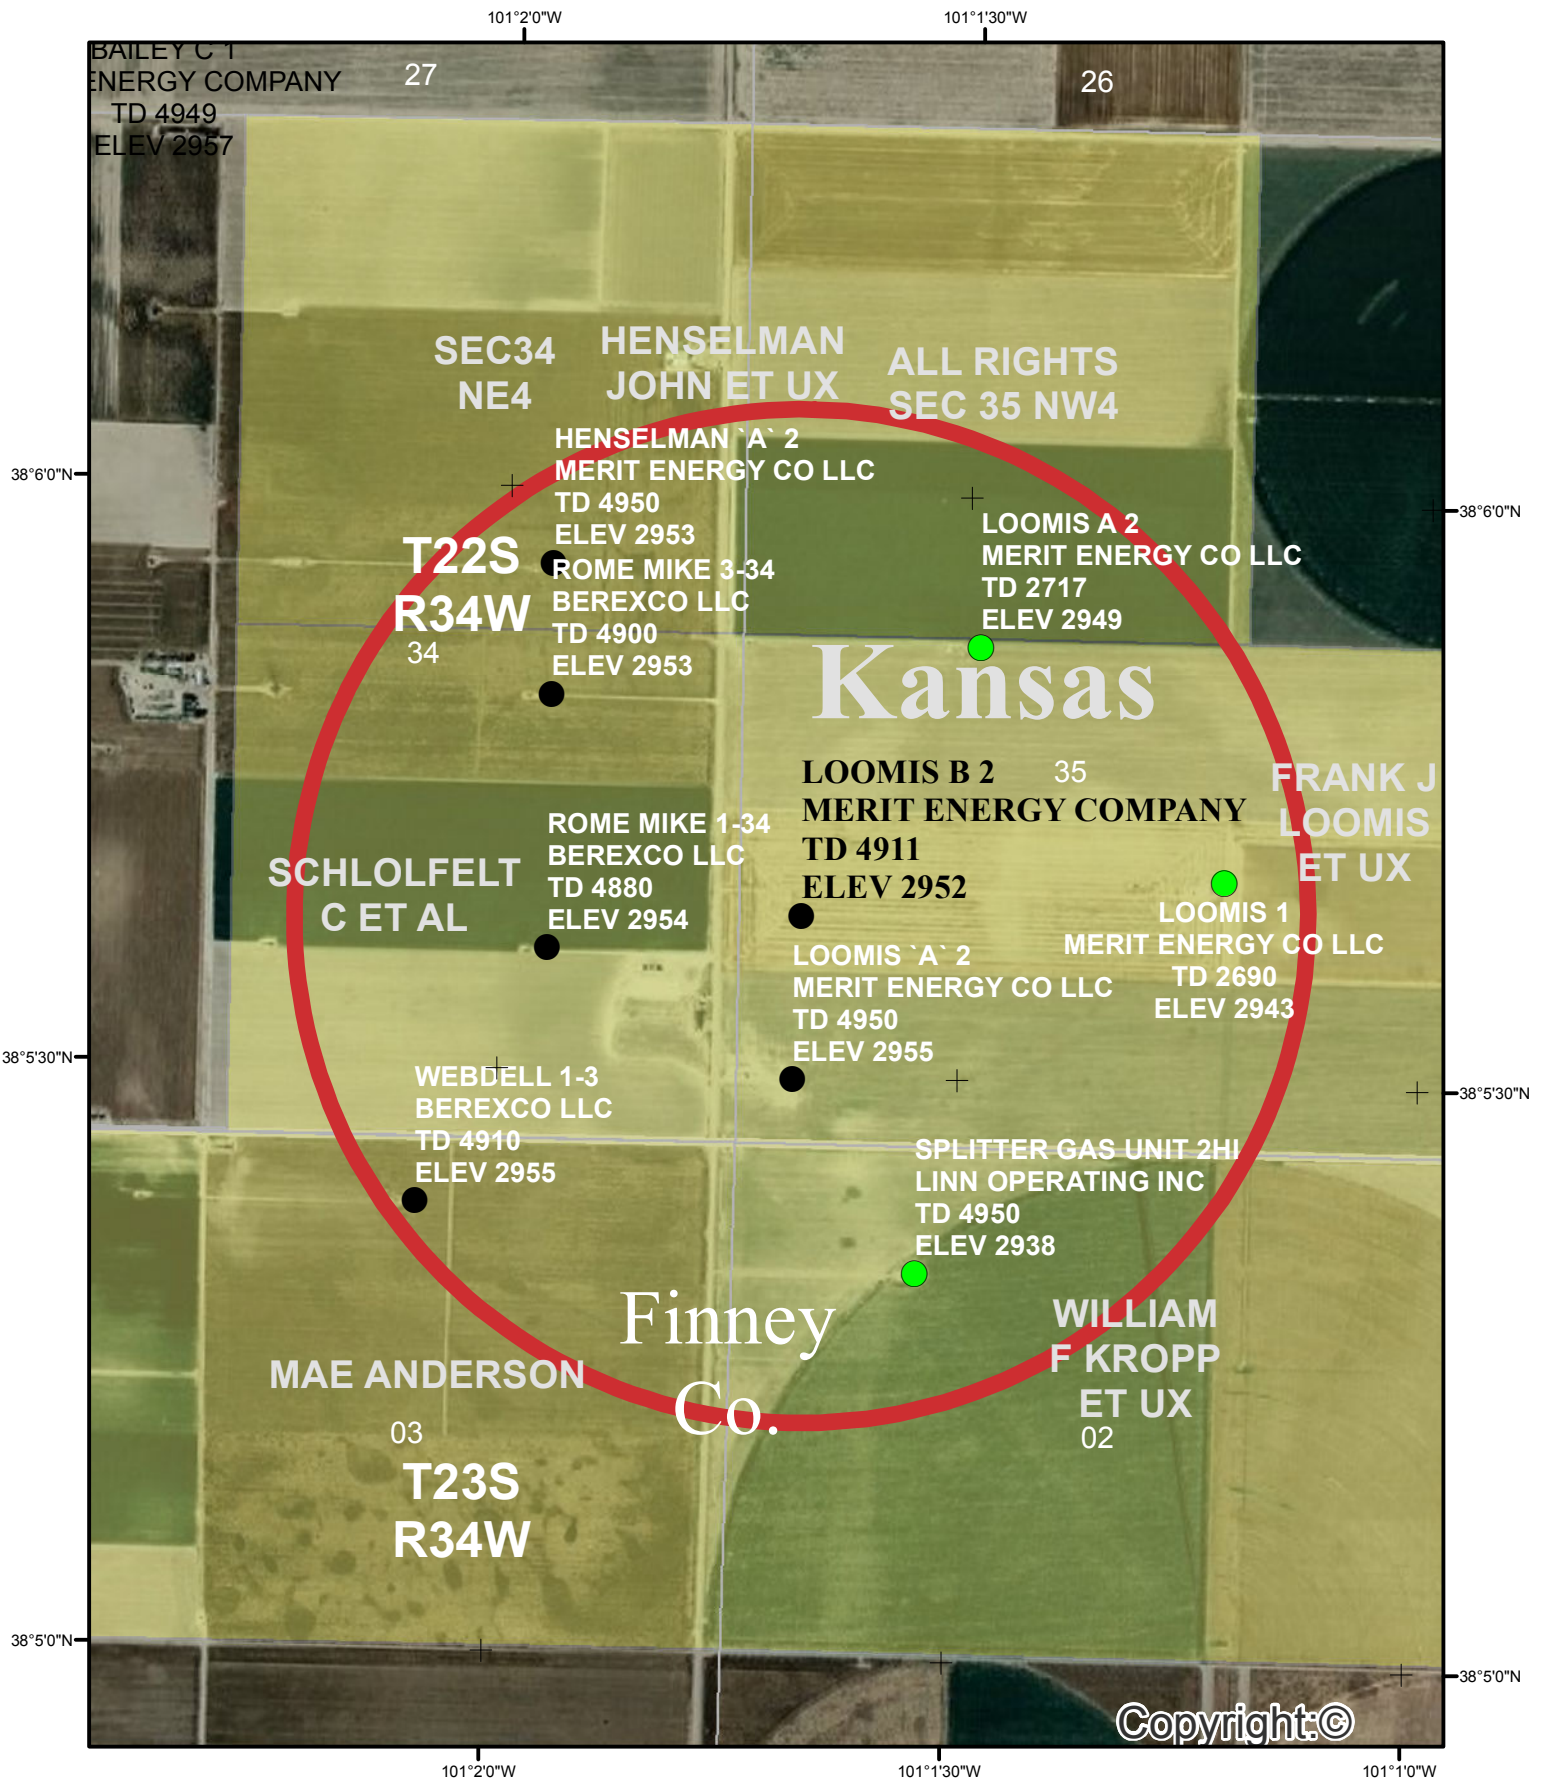 101°2'0"W
101°1'30"W
BAILEY C 1
ENERGY COMPANY
TD 4949
ELEV 2957
27
26
SEC34
NE4
HENSELMAN
JOHN ET UX
ALL RIGHTS
SEC 35 NW4
HENSELMAN `A` 2
MERIT ENERGY CO LLC
TD 4950
ELEV 2953
38°6'0"N
38°6'0"N
T22S
R34W
34
ROME MIKE 3-34
BEREXCO LLC
TD 4900
ELEV 2953
LOOMIS A 2
MERIT ENERGY CO LLC
TD 2717
ELEV 2949
Kansas
LOOMIS B 2
MERIT ENERGY COMPANY
TD 4911
ELEV 2952
35
FRANK J
LOOMIS
ET UX
ROME MIKE 1-34
BEREXCO LLC
TD 4880
ELEV 2954
SCHLOLFELT
C ET AL
LOOMIS 1
MERIT ENERGY CO LLC
TD 2690
ELEV 2943
LOOMIS `A` 2
MERIT ENERGY CO LLC
TD 4950
ELEV 2955
38°5'30"N
38°5'30"N
WEBDELL 1-3
BEREXCO LLC
TD 4910
ELEV 2955
SPLITTER GAS UNIT 2HI
LINN OPERATING INC
TD 4950
ELEV 2938
Finney
Co.
WILLIAM
F KROPP
ET UX
02
MAE ANDERSON
03
T23S
R34W
38°5'0"N
38°5'0"N
Copyright:©
101°2'0"W
101°1'30"W
101°1'0"W